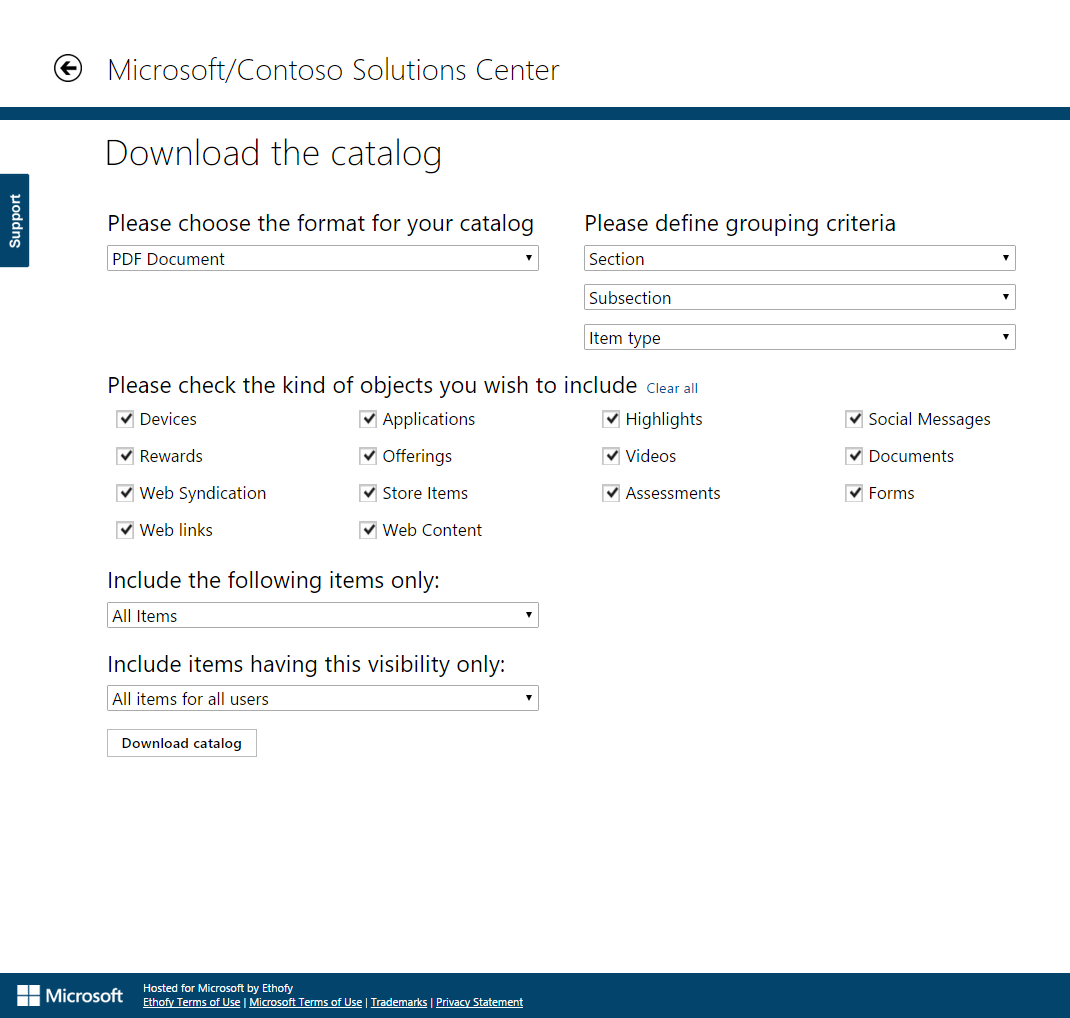 Microsoft/Contoso Solutions Center
Download the catalog
Support
Please choose the format for your catalog
PDF Document
Please define grouping criteria
Section
Subsection
Item type
Please check the kind of objects you wish to include Clear all
Devices Applications Highlights Social Messages
Rewards Offerings Videos Documents
Web Syndication Store Items Assessments Forms
Web links Web Content
Include the following items only:
All Items
Include items having this visibility only:
All items for all users
Download catalog
Microsoft
Hosted for Microsoft by Ethofy
Ethofy Terms of Use | Microsoft Terms of Use | Trademarks | Privacy Statement